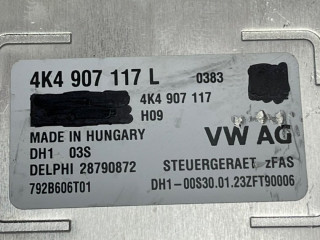 4K4 907 117 L 0383
4K4 907 117
H09
MADE IN HUNGARY VW AG
DH1 03S
DELPHI 28790872 STEUERGERAET zFAS
792B606T01 DH1-00S30.01.23ZFT90006